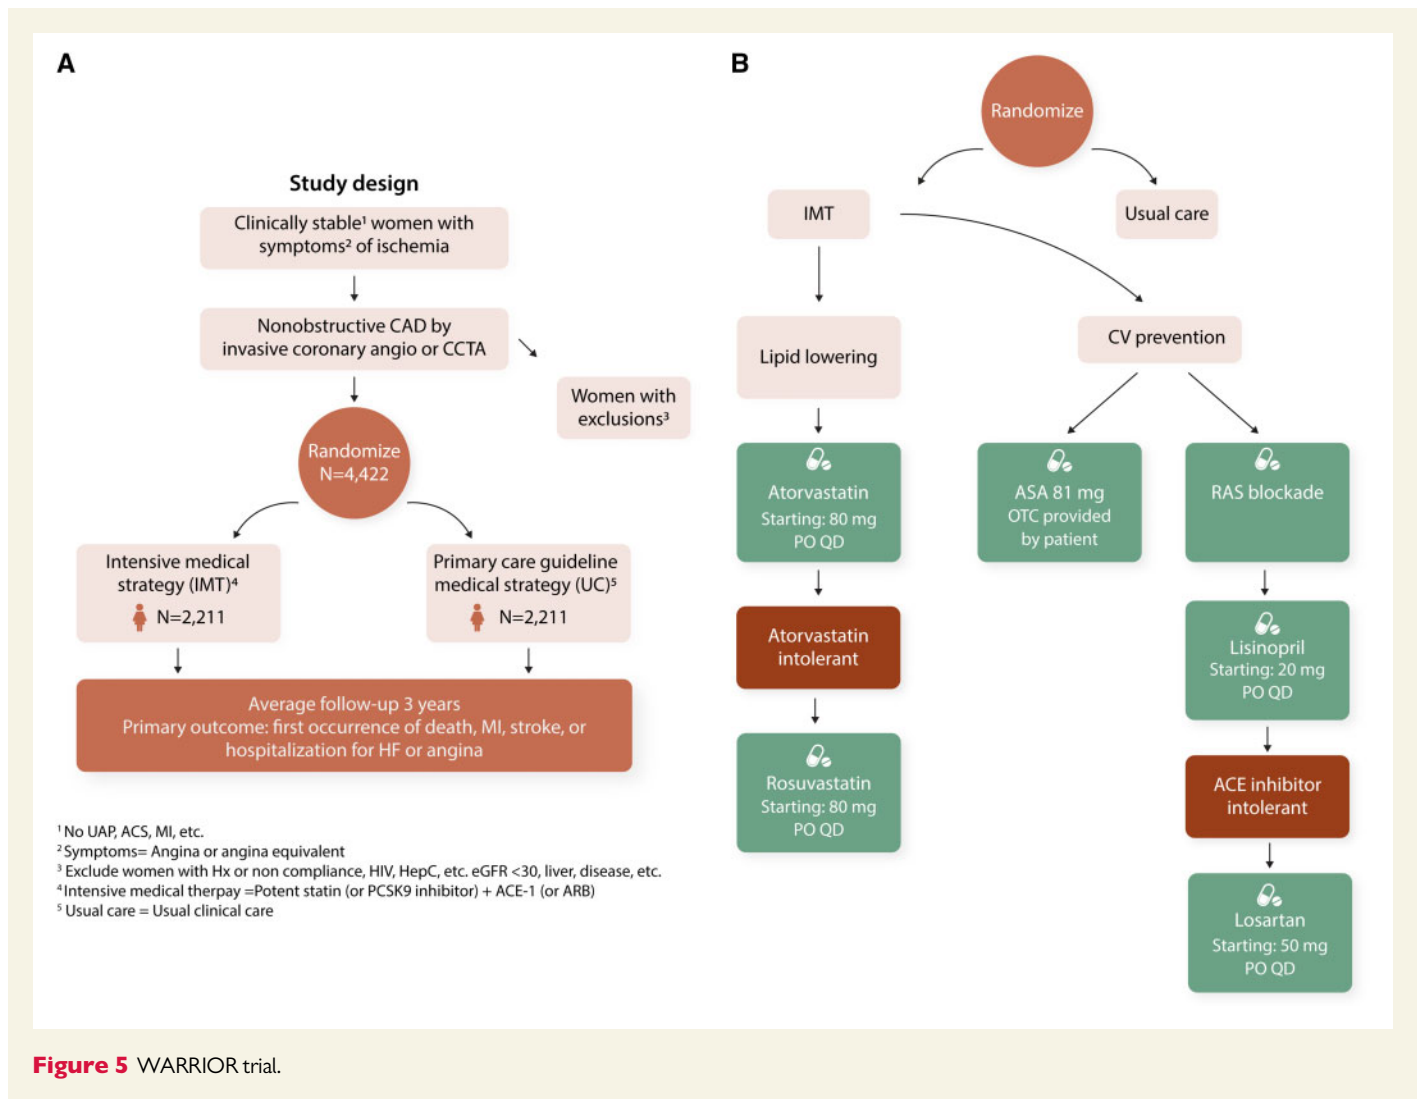 A
Study design
Clinically stable¹ women with
symptoms² of ischemia
Nonobstructive CAD by
invasive coronary angio or CCTA
Women with
exclusions³
Randomize
N=4,422
Intensive medical
strategy (IMT)⁴
N=2,211
Primary care guideline
medical strategy (UC)⁵
N=2,211
Average follow-up 3 years
Primary outcome: first occurrence of death, MI, stroke, or
hospitalization for HF or angina
¹ No UAP, ACS, MI, etc.
² Symptoms= Angina or angina equivalent
³ Exclude women with Hx or non compliance, HIV, HepC, etc. eGFR <30, liver, disease, etc.
⁴ Intensive medical therpay =Potent statin (or PCSK9 inhibitor) + ACE-1 (or ARB)
⁵ Usual care = Usual clinical care
B
Randomize
IMT
Usual care
Lipid lowering
CV prevention
Atorvastatin
Starting: 80 mg
PO QD
ASA 81 mg
OTC provided
by patient
RAS blockade
Atorvastatin
intolerant
Lisinopril
Starting: 20 mg
PO QD
Rosuvastatin
Starting: 80 mg
PO QD
ACE inhibitor
intolerant
Losartan
Starting: 50 mg
PO QD
Figure 5 WARRIOR trial.